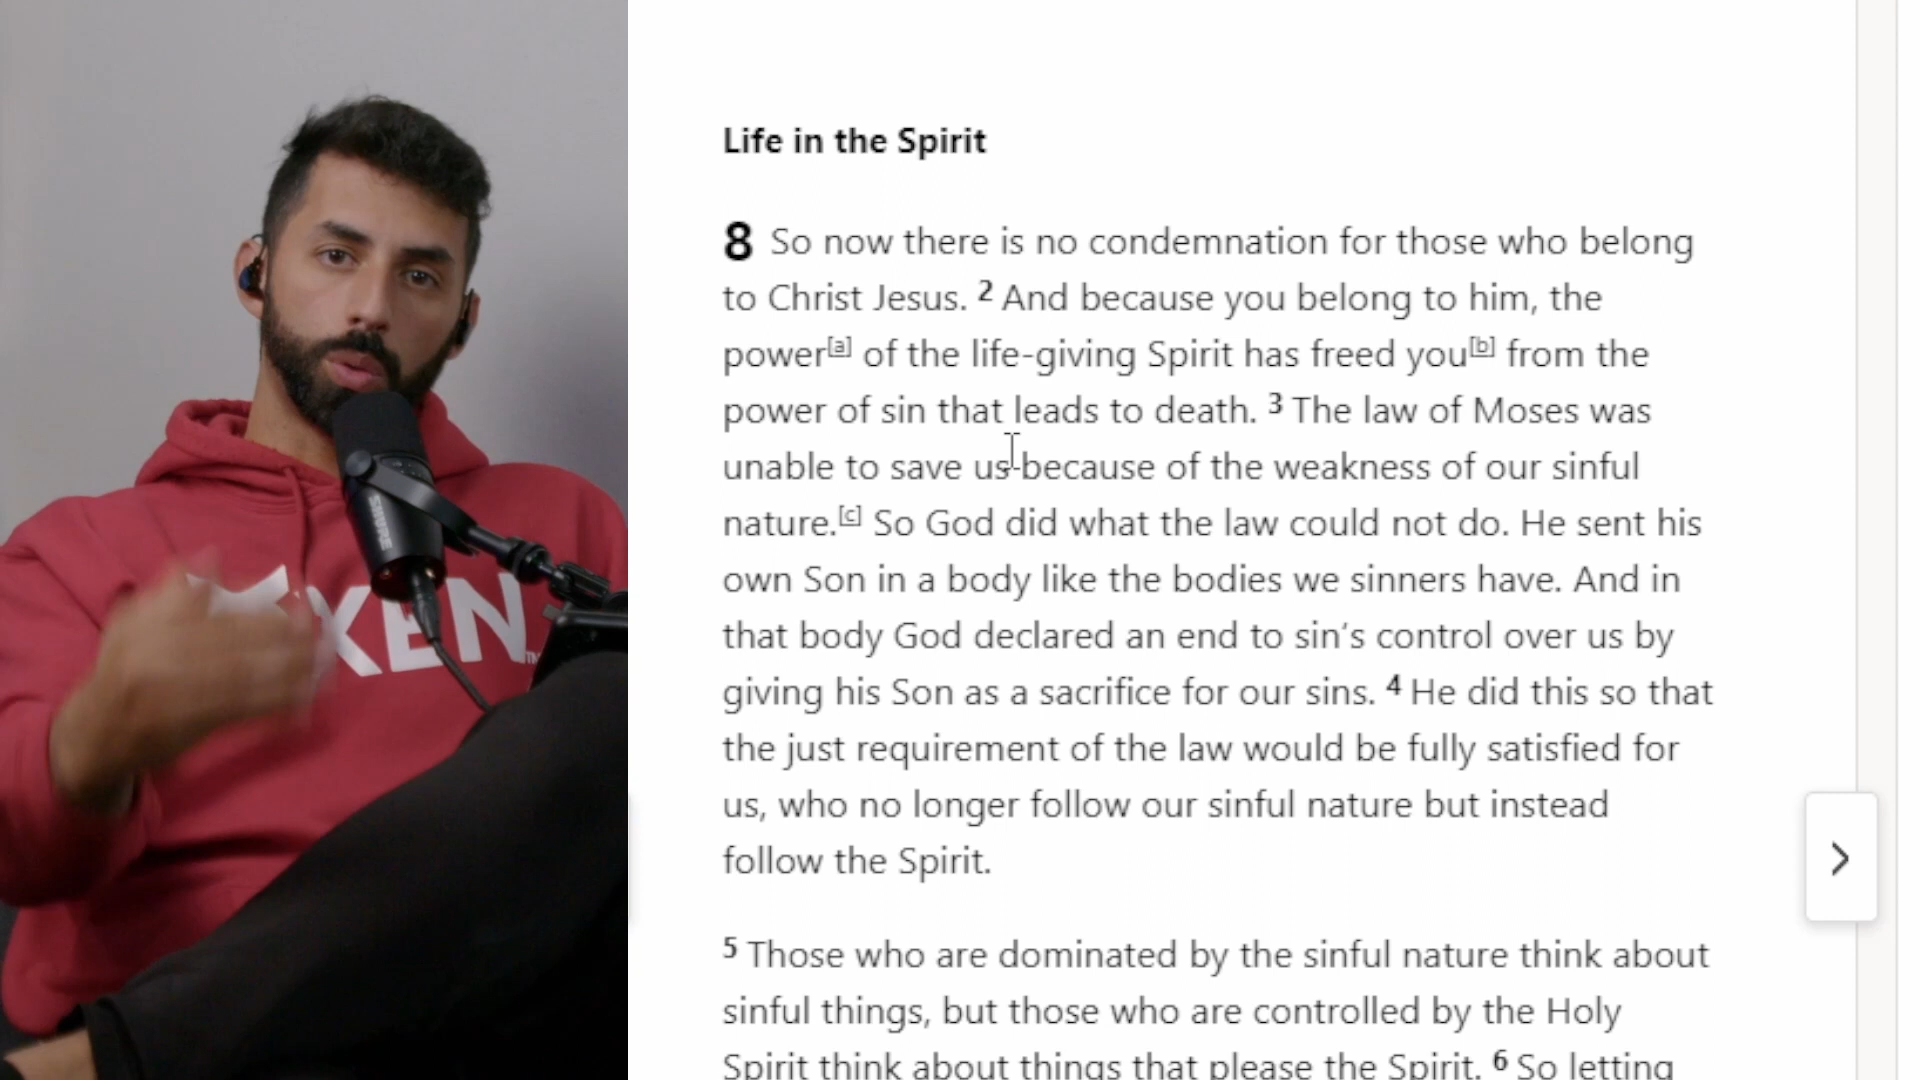 Life in the Spirit
8 So now there is no condemnation for those who belong
to Christ Jesus. 2 And because you belong to him, the
power[a] of the life-giving Spirit has freed you[b] from the
power of sin that leads to death. 3 The law of Moses was
unable to save us because of the weakness of our sinful
nature.[c] So God did what the law could not do. He sent his
own Son in a body like the bodies we sinners have. And in
that body God declared an end to sin’s control over us by
giving his Son as a sacrifice for our sins. 4 He did this so that
the just requirement of the law would be fully satisfied for
us, who no longer follow our sinful nature but instead
follow the Spirit.
5 Those who are dominated by the sinful nature think about
sinful things, but those who are controlled by the Holy
Spirit think about things that please the Spirit. 6 So letting
SHURE